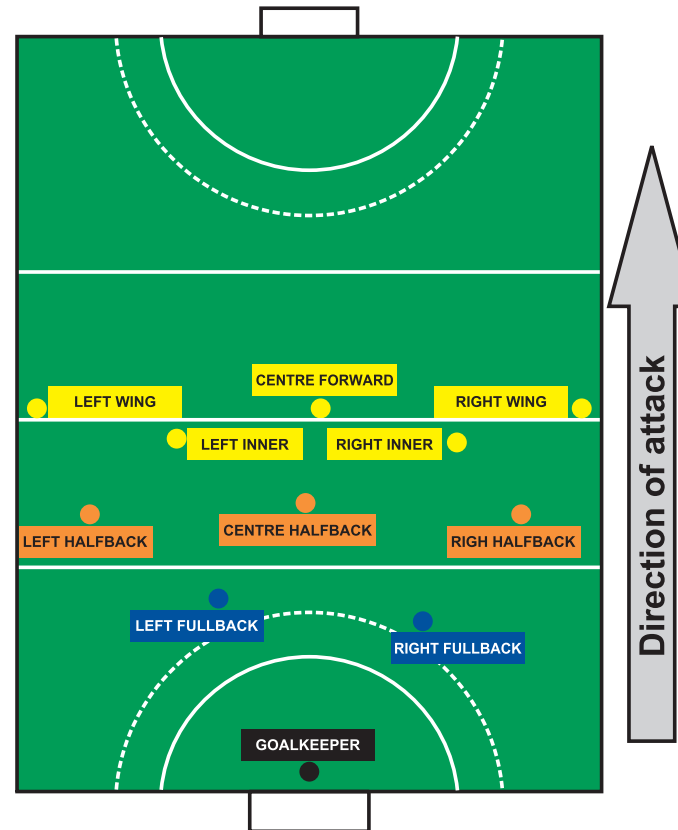 CENTRE FORWARD
LEFT WING
RIGHT WING
LEFT INNER
RIGHT INNER
CENTRE HALFBACK
LEFT HALFBACK
RIGH HALFBACK
LEFT FULLBACK
RIGHT FULLBACK
GOALKEEPER
Direction of attack